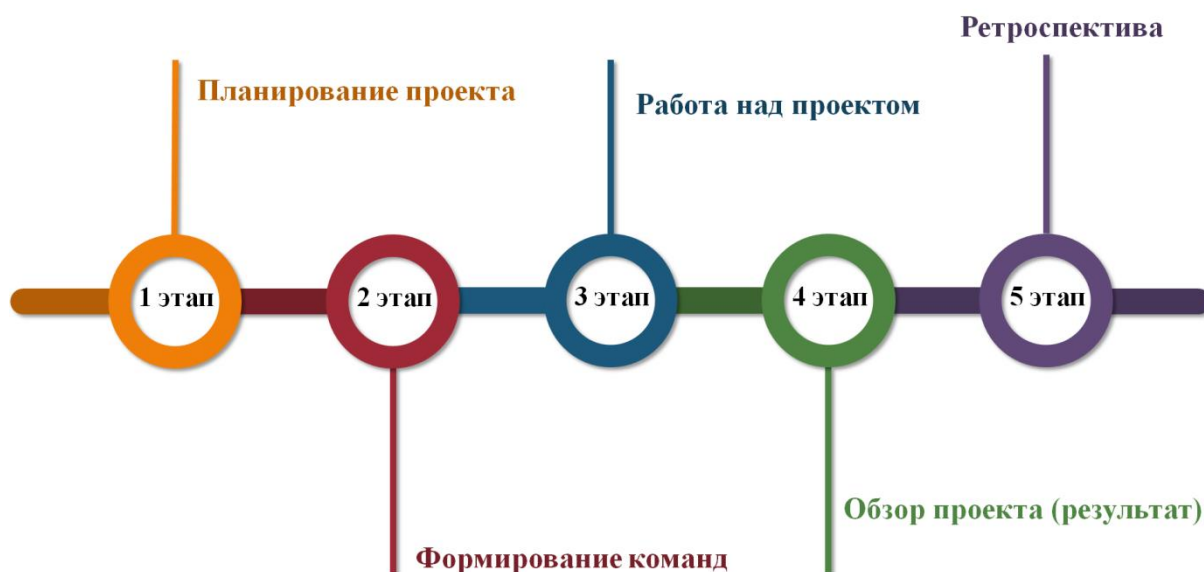 Ретроспектива
Планирование проекта
Работа над проектом
1 этап
2 этап
3 этап
4 этап
5 этап
Обзор проекта (результат)
Формирование команд